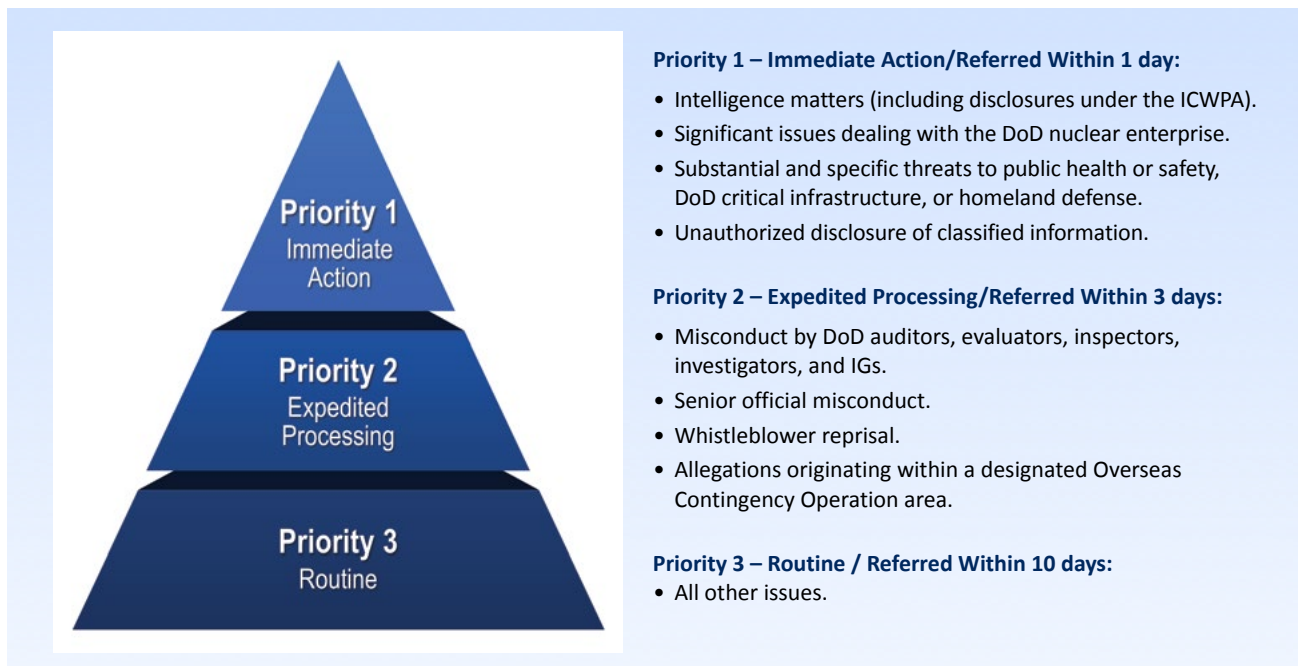 Priority 1
Immediate
Action
Priority 2
Expedited
Processing
Priority 3
Routine
Priority 1 – Immediate Action/Referred Within 1 day:
• Intelligence matters (including disclosures under the ICWPA).
• Significant issues dealing with the DoD nuclear enterprise.
• Substantial and specific threats to public health or safety,
DoD critical infrastructure, or homeland defense.
• Unauthorized disclosure of classified information.
Priority 2 – Expedited Processing/Referred Within 3 days:
• Misconduct by DoD auditors, evaluators, inspectors,
investigators, and IGs.
• Senior official misconduct.
• Whistleblower reprisal.
• Allegations originating within a designated Overseas
Contingency Operation area.
Priority 3 – Routine / Referred Within 10 days:
• All other issues.